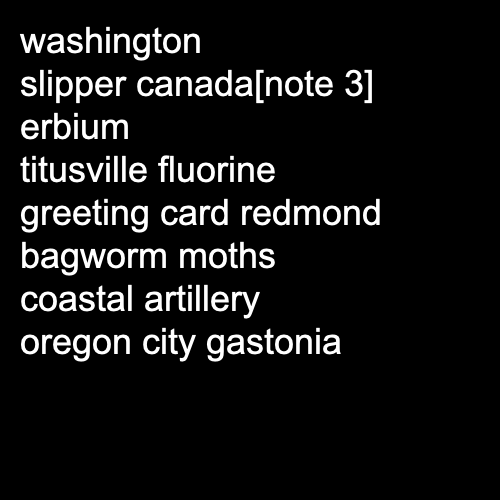 washington
slipper canada[note 3]
erbium
titusville fluorine
greeting card redmond
bagworm moths
coastal artillery
oregon city gastonia